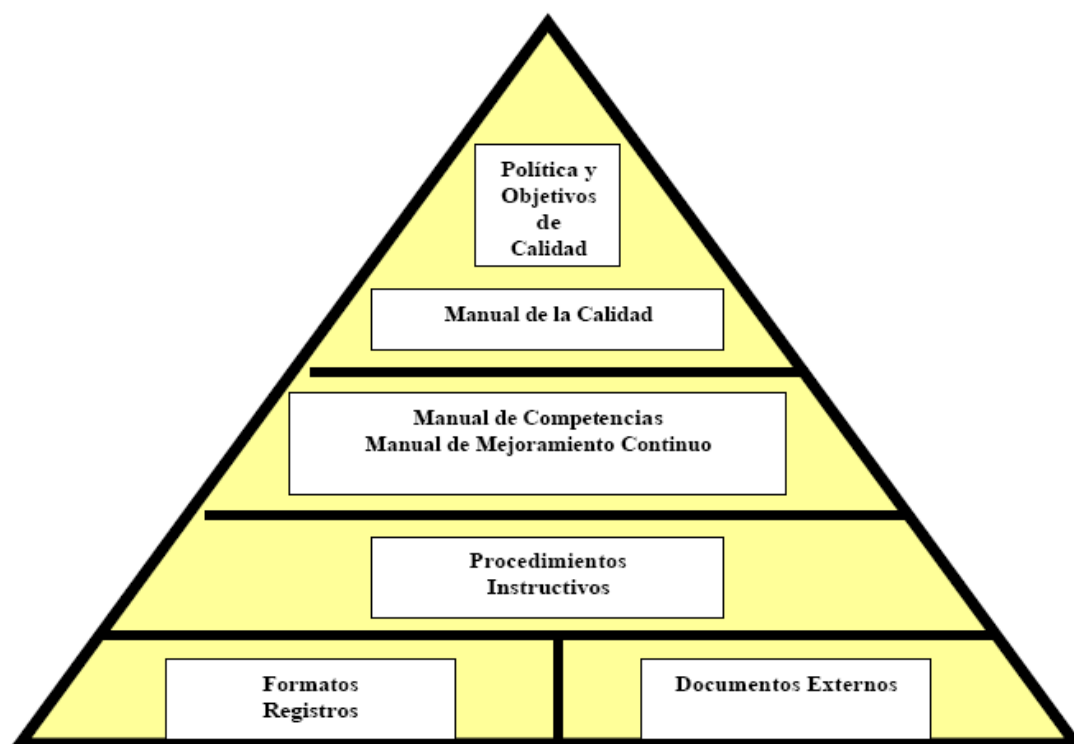 Política y
Objetivos
de
Calidad
Manual de la Calidad
Manual de Competencias
Manual de Mejoramiento Continuo
Procedimientos
Instructivos
Formatos
Registros
Documentos Externos